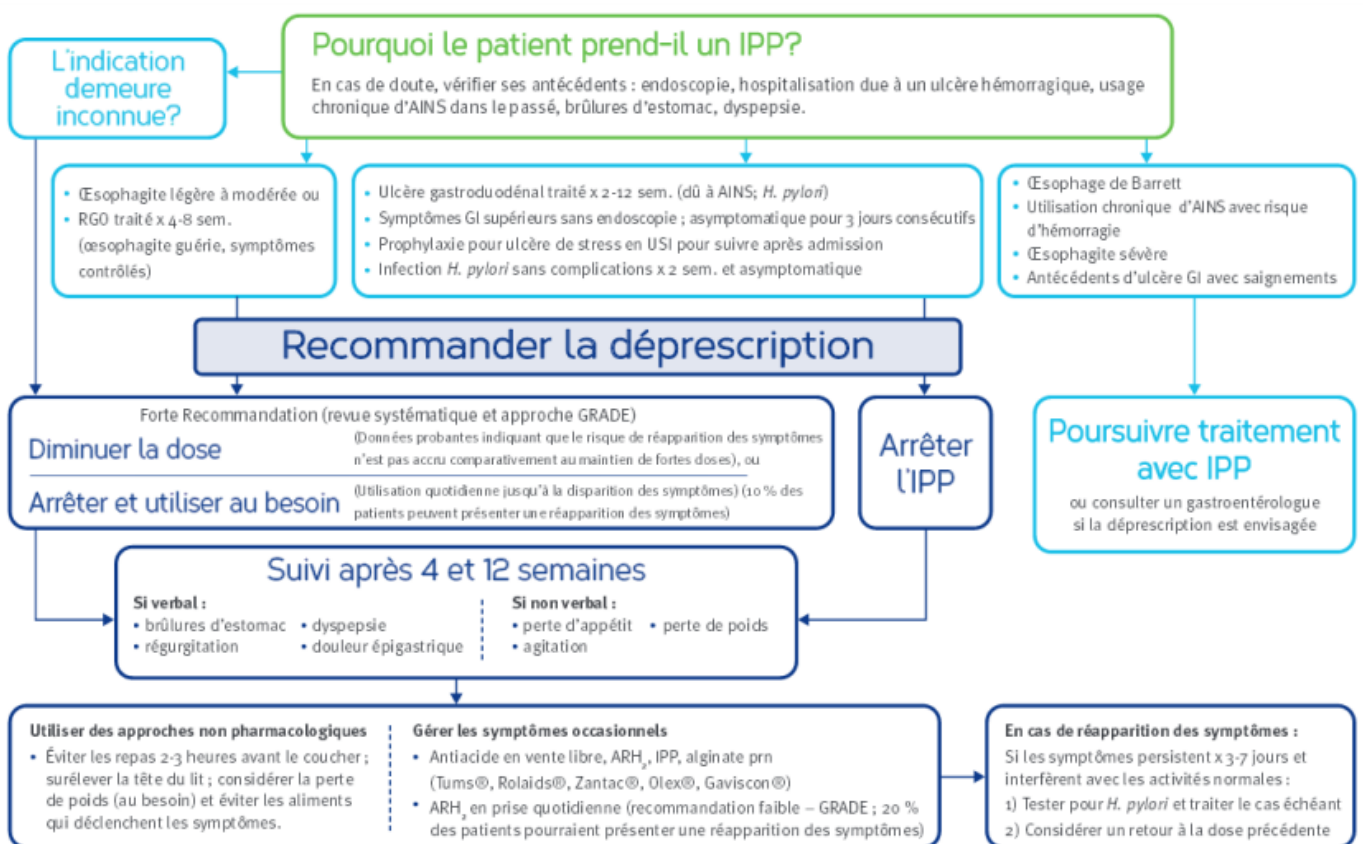 Pourquoi le patient prend-il un IPP?
En cas de doute, vérifier ses antécédents : endoscopie, hospitalisation due à un ulcère hémorragique, usage
chronique d'AINS dans le passé, brûlures d'estomac, dyspepsie.
L'indication
demeure
inconnue?
• Œsophagite légère à modérée ou
• RGO traité x 4-8 sem.
(œsophagite guérie, symptômes
contrôlés)
• Ulcère gastroduodénal traité x 2-12 sem. (dû à AINS; H. pylori)
• Symptômes GI supérieurs sans endoscopie ; asymptomatique pour 3 jours consécutifs
• Prophylaxie pour ulcère de stress en USI pour suivre après admission
• Infection H. pylori sans complications x 2 sem. et asymptomatique
• Œsophage de Barrett
• Utilisation chronique d'AINS avec risque
d'hémorragie
• Œsophagite sévère
• Antécédents d'ulcère GI avec saignements
Recommander la déprescription
Forte Recommandation (revue systématique et approche GRADE)
Diminuer la dose
(Données probantes indiquant que le risque de réapparition des symptômes
n'est pas accru comparativement au maintien de fortes doses), ou
Arrêter et utiliser au besoin
(Utilisation quotidienne jusqu'à la disparition des symptômes) (10 % des
patients peuvent présenter une réapparition des symptômes)
Arrêter
l'IPP
Poursuivre traitement
avec IPP
ou consulter un gastroentérologue
si la déprescription est envisagée
Suivi après 4 et 12 semaines
Si verbal :
• brûlures d'estomac • dyspepsie
• régurgitation • douleur épigastrique
Si non verbal :
• perte d'appétit • perte de poids
• agitation
Utiliser des approches non pharmacologiques
• Éviter les repas 2-3 heures avant le coucher ;
surélever la tête du lit ; considérer la perte
de poids (au besoin) et éviter les aliments
qui déclenchent les symptômes.
Gérer les symptômes occasionnels
• Antiacide en vente libre, ARH₂, IPP, alginate prn
(Tums®, Rolaids®, Zantac®, Olex®, Gaviscon®)
• ARH₂ en prise quotidienne (recommandation faible – GRADE ; 20 %
des patients pourraient présenter une réapparition des symptômes)
En cas de réapparition des symptômes :
Si les symptômes persistent x 3-7 jours et
interfèrent avec les activités normales :
1) Tester pour H. pylori et traiter le cas échéant
2) Considérer un retour à la dose précédente